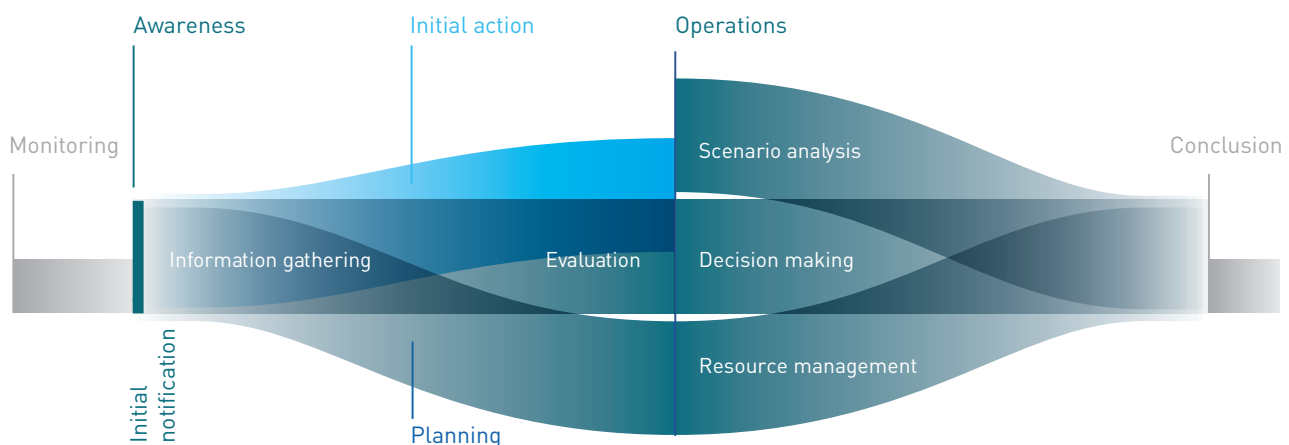 Awareness
Initial action
Operations
Monitoring
Scenario analysis
Conclusion
Information gathering
Evaluation
Decision making
Initial
notification
Resource management
Planning